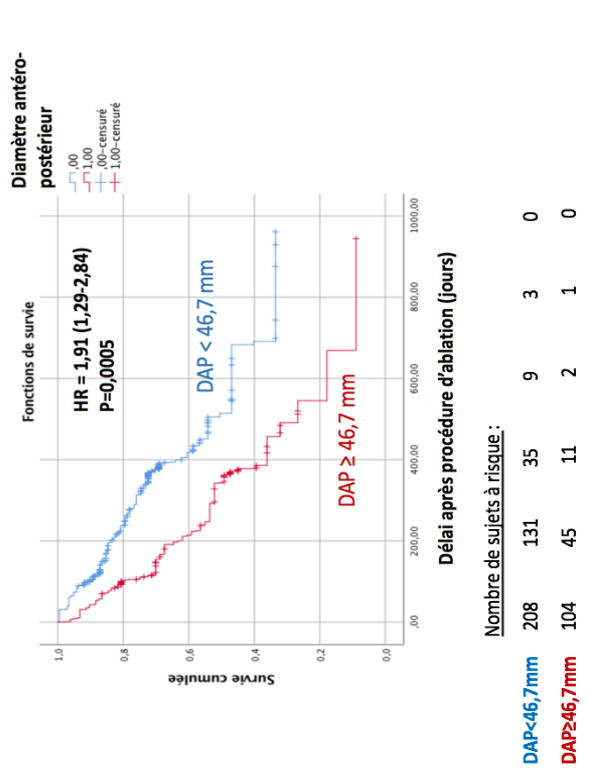 Diamètre antéro-
postérieur
,00
1,00
,00-censuré
1,00-censuré
Fonctions de survie
HR = 1,91 (1,29-2,84)
P=0,0005
DAP < 46,7 mm
DAP ≥ 46,7 mm
Survie cumulée
1,0
0,8
0,6
0,4
0,2
0,0
,00 200,00 400,00 600,00 800,00 1000,00
Délai après procédure d'ablation (jours)
Nombre de sujets à risque :
DAP<46,7mm 208 131 35 9 3 0
DAP≥46,7mm 104 45 11 2 1 0